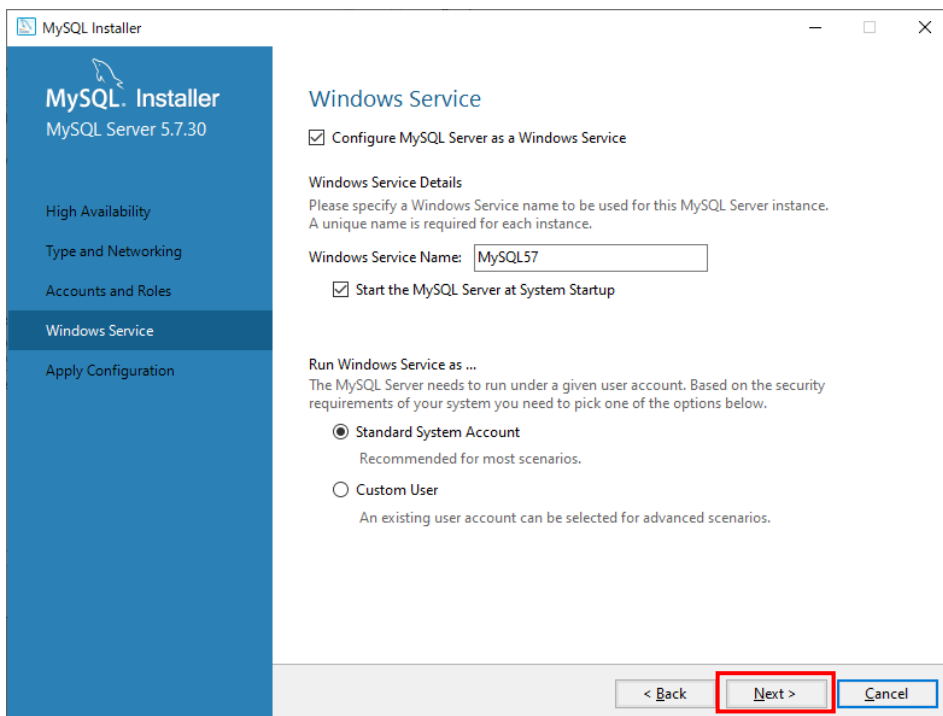 MySQL Installer
MySQL. Installer
MySQL Server 5.7.30
High Availability
Type and Networking
Accounts and Roles
Windows Service
Apply Configuration
Windows Service
Configure MySQL Server as a Windows Service
Windows Service Details
Please specify a Windows Service name to be used for this MySQL Server instance.
A unique name is required for each instance.
Windows Service Name: MySQL57
Start the MySQL Server at System Startup
Run Windows Service as ...
The MySQL Server needs to run under a given user account. Based on the security
requirements of your system you need to pick one of the options below.
Standard System Account
Recommended for most scenarios.
Custom User
An existing user account can be selected for advanced scenarios.
< Back Next > Cancel